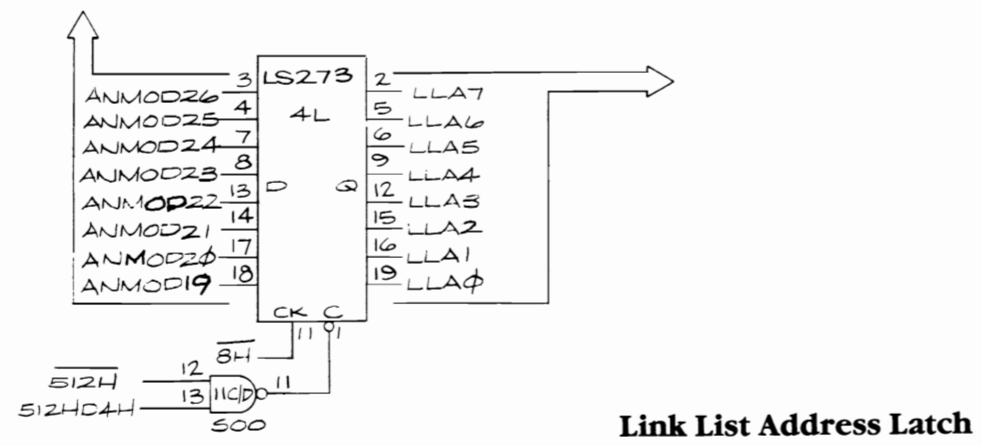 3 LS273 2
ANMOD26 LLA7
4 4L 5
ANMOD25 LLA6
7 6
ANMOD24 LLA5
8 9
ANMOD23 LLA4
13 D Q 12
ANMOD22 LLA3
14 15
ANMOD21 LLA2
17 16
ANMOD2Ø LLA1
18 19
ANMOD19 LLAØ
CK C
11 1
8H
12
512H 11
13 11C/D
512HD4H
S00
Link List Address Latch